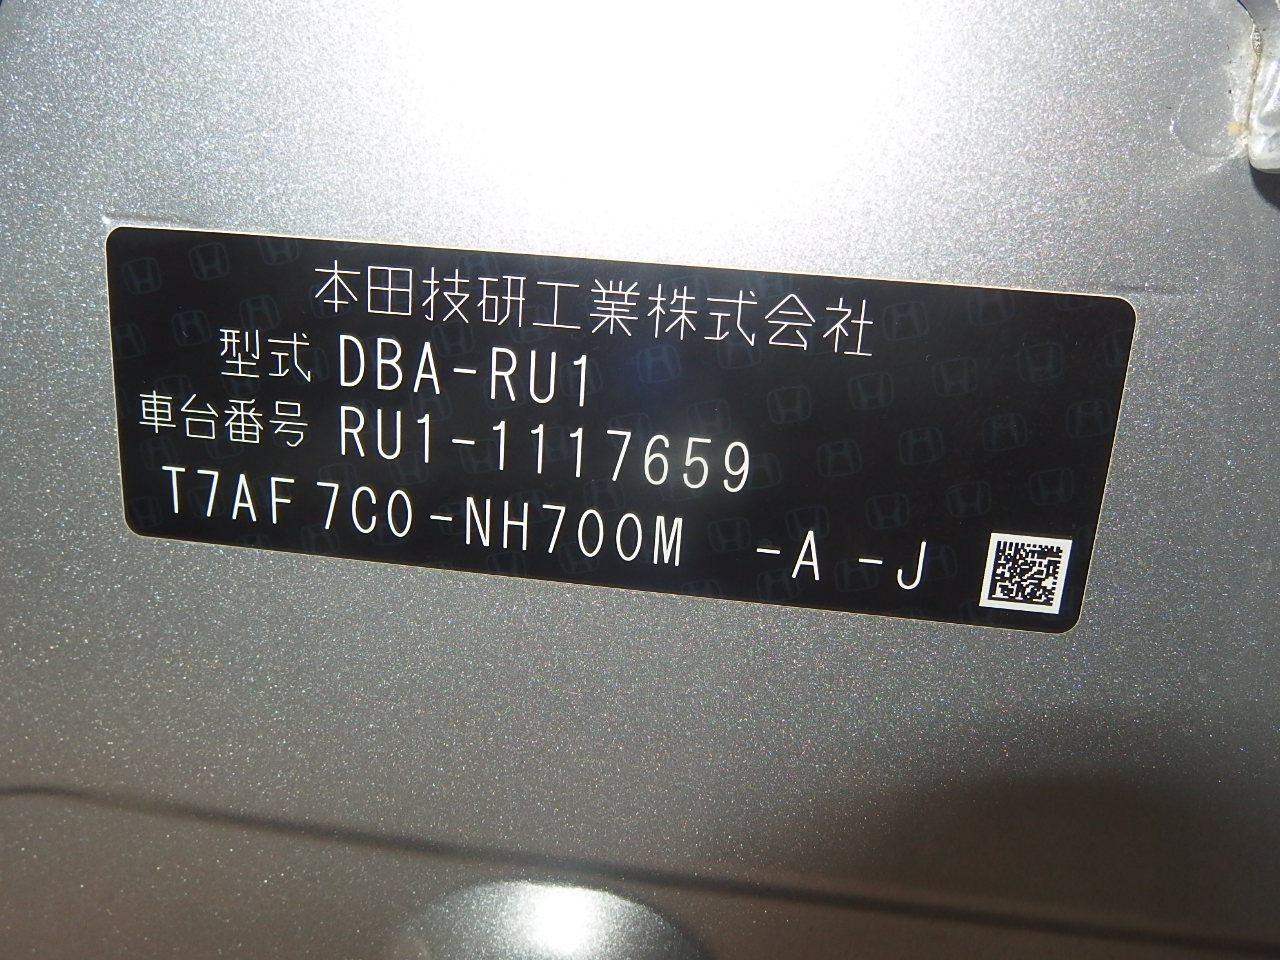 本田技研工業株式会社
型式 DBA-RU1
車台番号 RU1-1117659
T7AF 7C0-NH700M -A -J